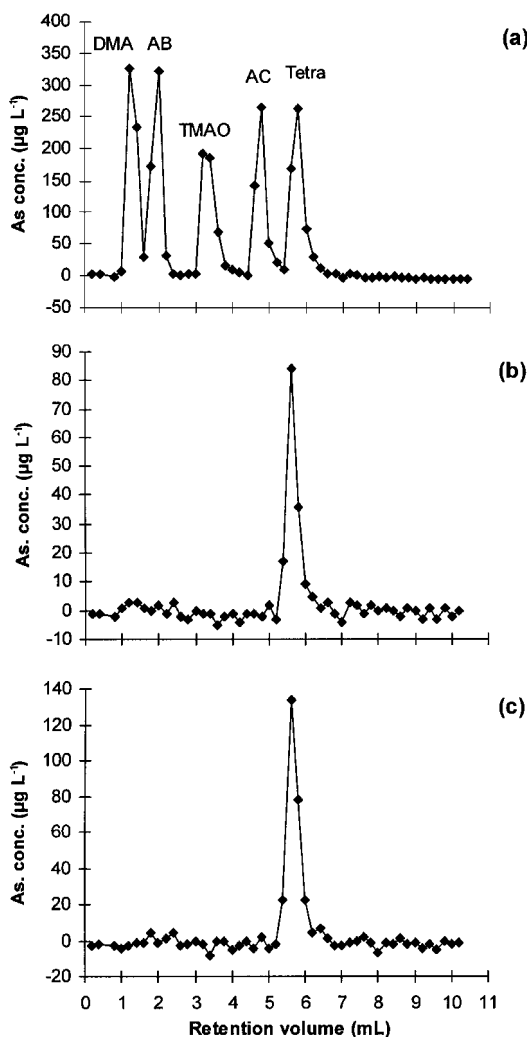 (a)
DMA AB
TMAO
AC Tetra
As conc. (µg L-1)
400
350
300
250
200
150
100
50
0
-50
(b)
As. conc. (µg L-1)
90
80
70
60
50
40
30
20
10
0
-10
(c)
As. conc. (µg L-1)
140
120
100
80
60
40
20
0
-20
0 1 2 3 4 5 6 7 8 9 10 11
Retention volume (mL)